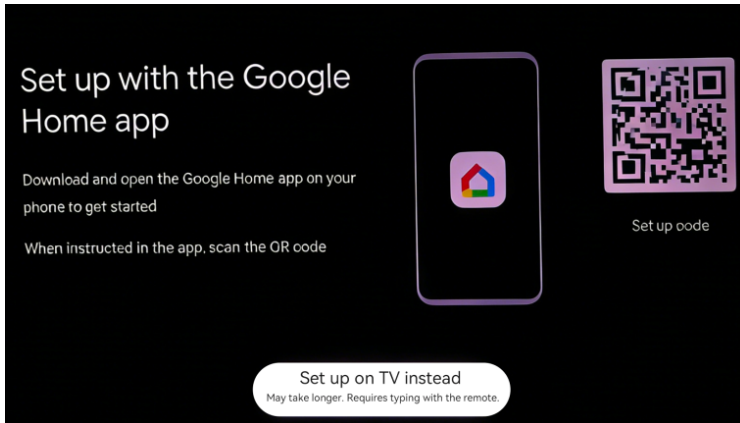 Set up with the Google
Home app
Download and open the Google Home app on your
phone to get started
When instructed in the app, scan the QR code
Set up code
Set up on TV instead
May take longer. Requires typing with the remote.